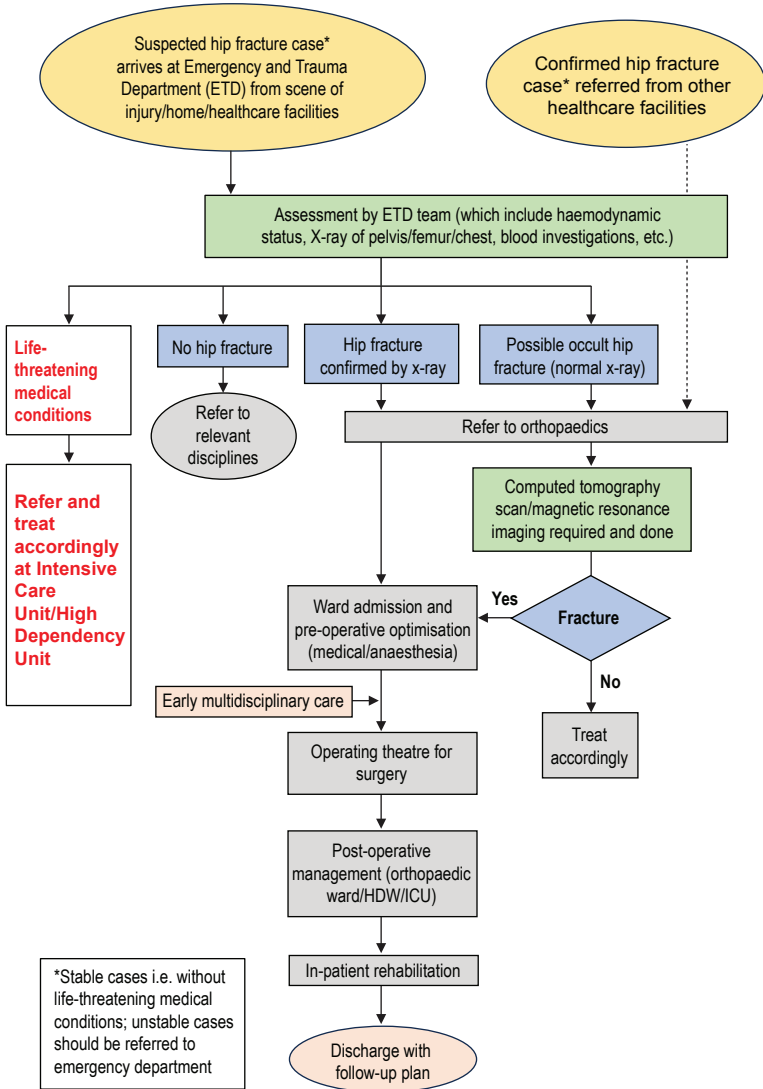 Suspected hip fracture case*
arrives at Emergency and Trauma
Department (ETD) from scene of
injury/home/healthcare facilities
Confirmed hip fracture
case* referred from other
healthcare facilities
Assessment by ETD team (which include haemodynamic
status, X-ray of pelvis/femur/chest, blood investigations, etc.)
Life-
threatening
medical
conditions
No hip fracture
Hip fracture
confirmed by x-ray
Possible occult hip
fracture (normal x-ray)
Refer to
relevant
disciplines
Refer to orthopaedics
Refer and
treat
accordingly
at Intensive
Care
Unit/High
Dependency
Unit
Computed tomography
scan/magnetic resonance
imaging required and done
Ward admission and
pre-operative optimisation
(medical/anaesthesia)
Yes
Fracture
No
Early multidisciplinary care
Treat
accordingly
Operating theatre for
surgery
Post-operative
management (orthopaedic
ward/HDW/ICU)
In-patient rehabilitation
*Stable cases i.e. without
life-threatening medical
conditions; unstable cases
should be referred to
emergency department
Discharge with
follow-up plan